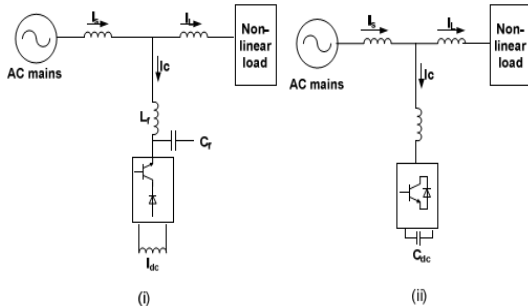 Is
IL
Non-
linear
load
AC mains
Ic
Lf
Cf
Idc
(i)
Is
IL
Non-
linear
load
AC mains
Ic
Cdc
(ii)